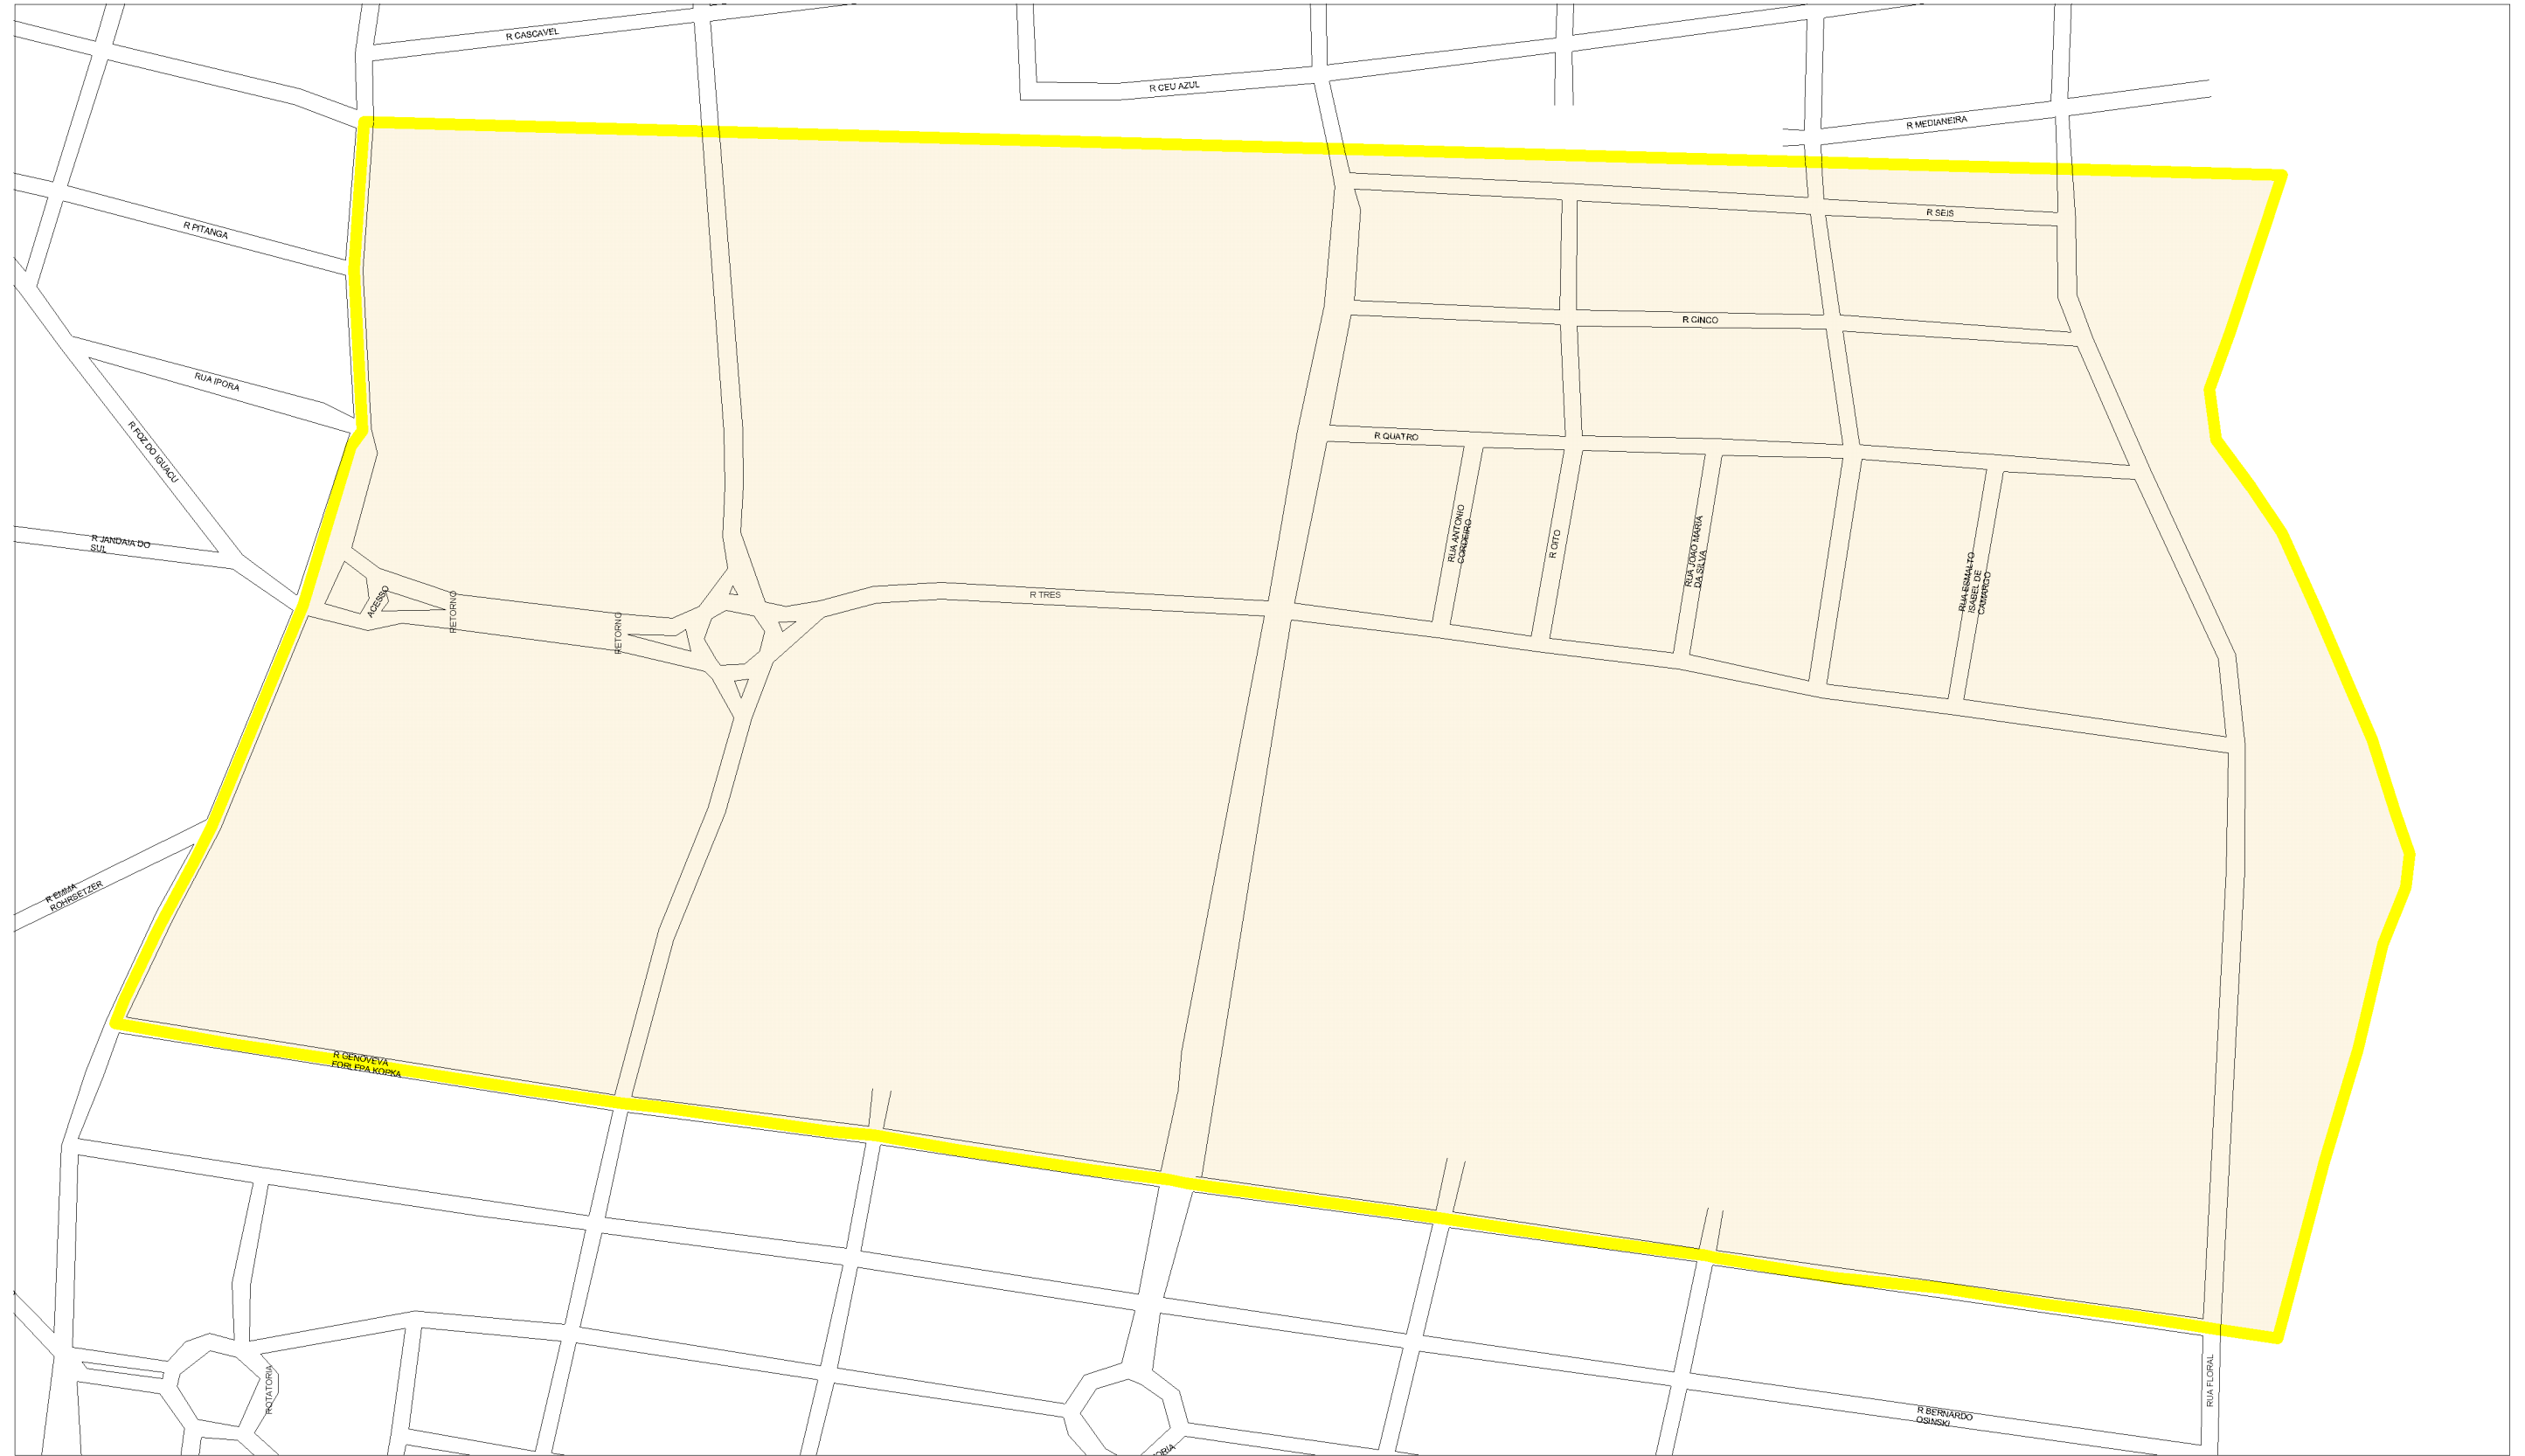 R CASCAVEL
R CEU AZUL
R MEDIANEIRA
R SEIS
R PITANGA
R CINCO
RUA IPORA
R QUATRO
R FOZ DO IGUACU
R JANDAIA DO
SUL
RUA ANTONIO
CORDEIRO
R OITO
RUA JOAO MARIA
DA SILVA
RUA ESMALTO
ISABEL DE
CAMARGO
ACESSO
RETORNO
RETORNO
R TRES
R EMMA
ROHRSETZER
R GENOVEVA
FORLEPA KOPKA
ROTATORIA
RUA FLORAL
R BERNARDO
OSINSKI